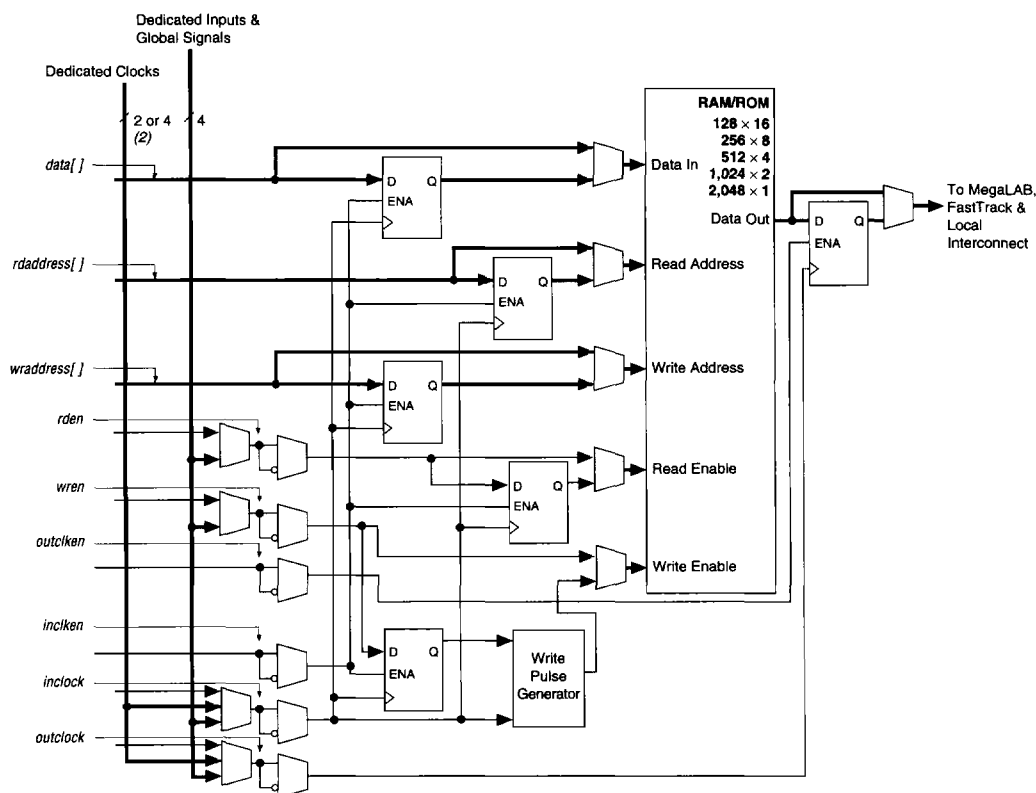 Dedicated Inputs &
Global Signals
Dedicated Clocks
2 or 4
(2)
4
RAM/ROM
128 × 16
256 × 8
512 × 4
1,024 × 2
2,048 × 1
data[ ]
D Q
ENA
Data In
Data Out
D Q
ENA
To MegaLAB,
FastTrack &
Local
Interconnect
rdaddress[ ]
D Q
ENA
Read Address
wraddress[ ]
D Q
ENA
Write Address
rden
D Q
Read Enable
ENA
wren
outclken
Write Enable
inclken
D Q
ENA
Write
Pulse
Generator
inclock
outclock